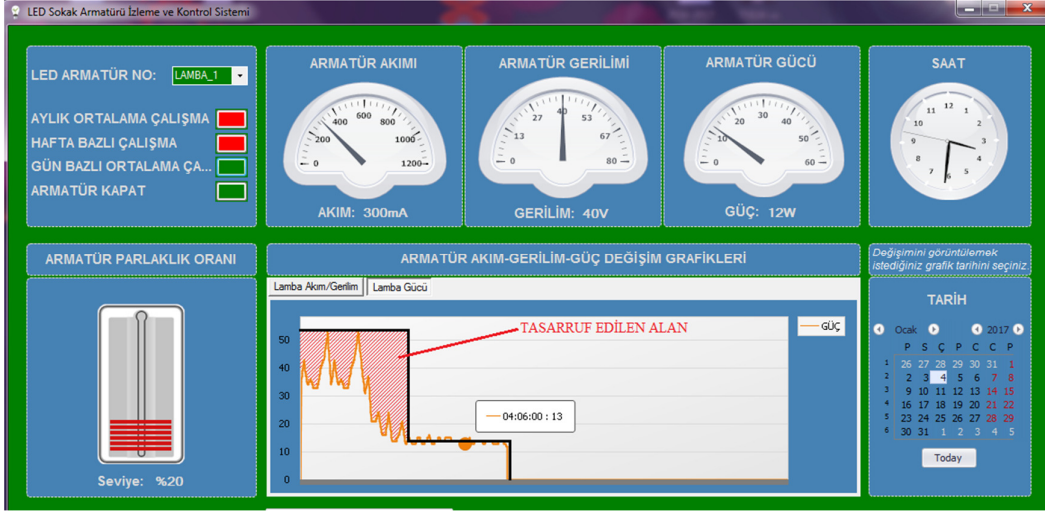 LED Sokak Armatürü İzleme ve Kontrol Sistemi
LED ARMATÜR NO: LAMBA_1
AYLIK ORTALAMA ÇALIŞMA
HAFTA BAZLI ÇALIŞMA
GÜN BAZLI ORTALAMA ÇA...
ARMATÜR KAPAT
ARMATÜR AKIMI
0 200 400 600 800 1000 1200
AKIM: 300mA
ARMATÜR GERİLİMİ
0 13 27 40 53 67 80
GERİLİM: 40V
ARMATÜR GÜCÜ
0 10 20 30 40 50 60
GÜÇ: 12W
SAAT
12 1 2 3 4 5 6 7 8 9 10 11
ARMATÜR PARLAKLIK ORANI
Seviye: %20
ARMATÜR AKIM-GERİLİM-GÜÇ DEĞİŞİM GRAFİKLERİ
Lamba Akım/Gerilim Lamba Gücü
TASARRUF EDİLEN ALAN
GÜÇ
50
40
30
20
10
0
04:06:00 : 13
Değişimini görüntülemek
istediğiniz grafik tarihini seçiniz
TARİH
Ocak 2017
P S Ç P C C P
1 26 27 28 29 30 31 1
2 2 3 4 5 6 7 8
3 9 10 11 12 13 14 15
4 16 17 18 19 20 21 22
5 23 24 25 26 27 28 29
6 30 31 1 2 3 4 5
Today